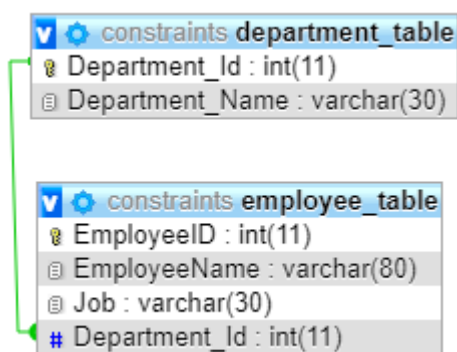 v constraints department_table
Department_Id : int(11)
Department_Name : varchar(30)
v constraints employee_table
EmployeeID : int(11)
EmployeeName : varchar(80)
Job : varchar(30)
# Department_Id : int(11)